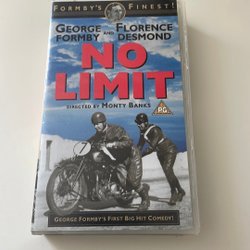 FORMBY'S FINEST!
GEORGE FORMBY AND FLORENCE DESMOND
NO LIMIT
DIRECTED BY MONTY BANKS
PG
7
GEORGE FORMBY'S FIRST BIG HIT COMEDY!